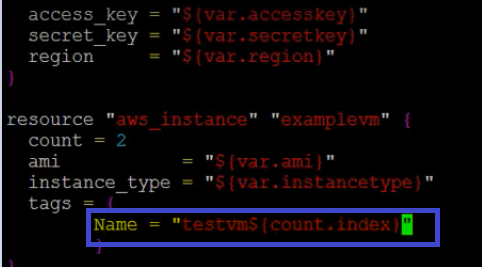 access_key = "${var.accesskey}"
secret_key = "${var.secretkey}"
region     = "${var.region}"
}
resource "aws_instance" "examplevm" {
count = 2
ami           = "${var.ami}"
instance_type = "${var.instancetype}"
tags = {
Name = "testvm${count.index}"
}
}